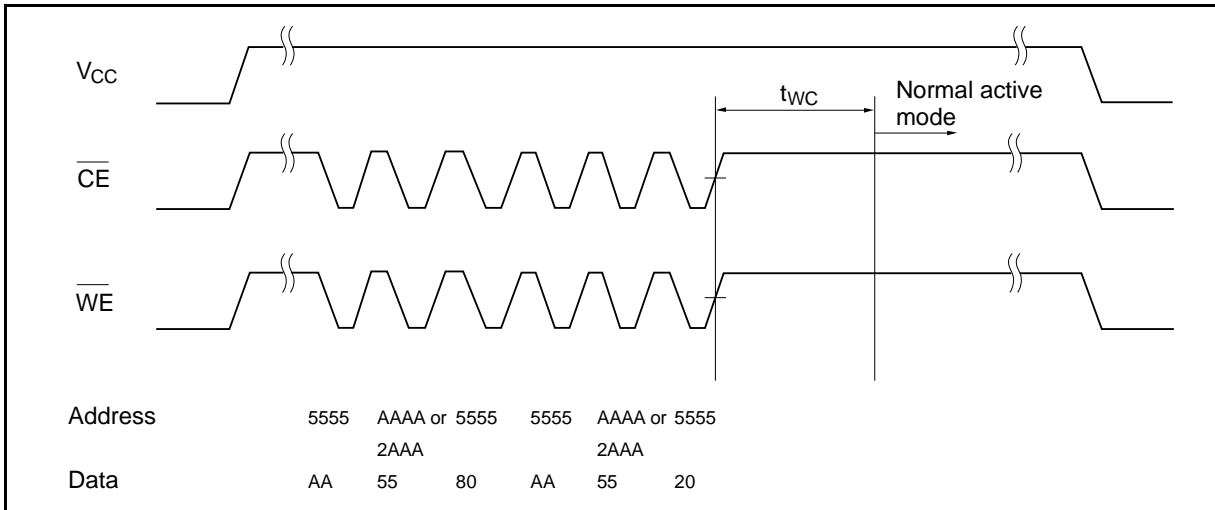 VCC
tWC
Normal active
mode
CE
WE
Address 5555 AAAA or 5555 5555 AAAA or 5555
2AAA 2AAA
Data AA 55 80 AA 55 20